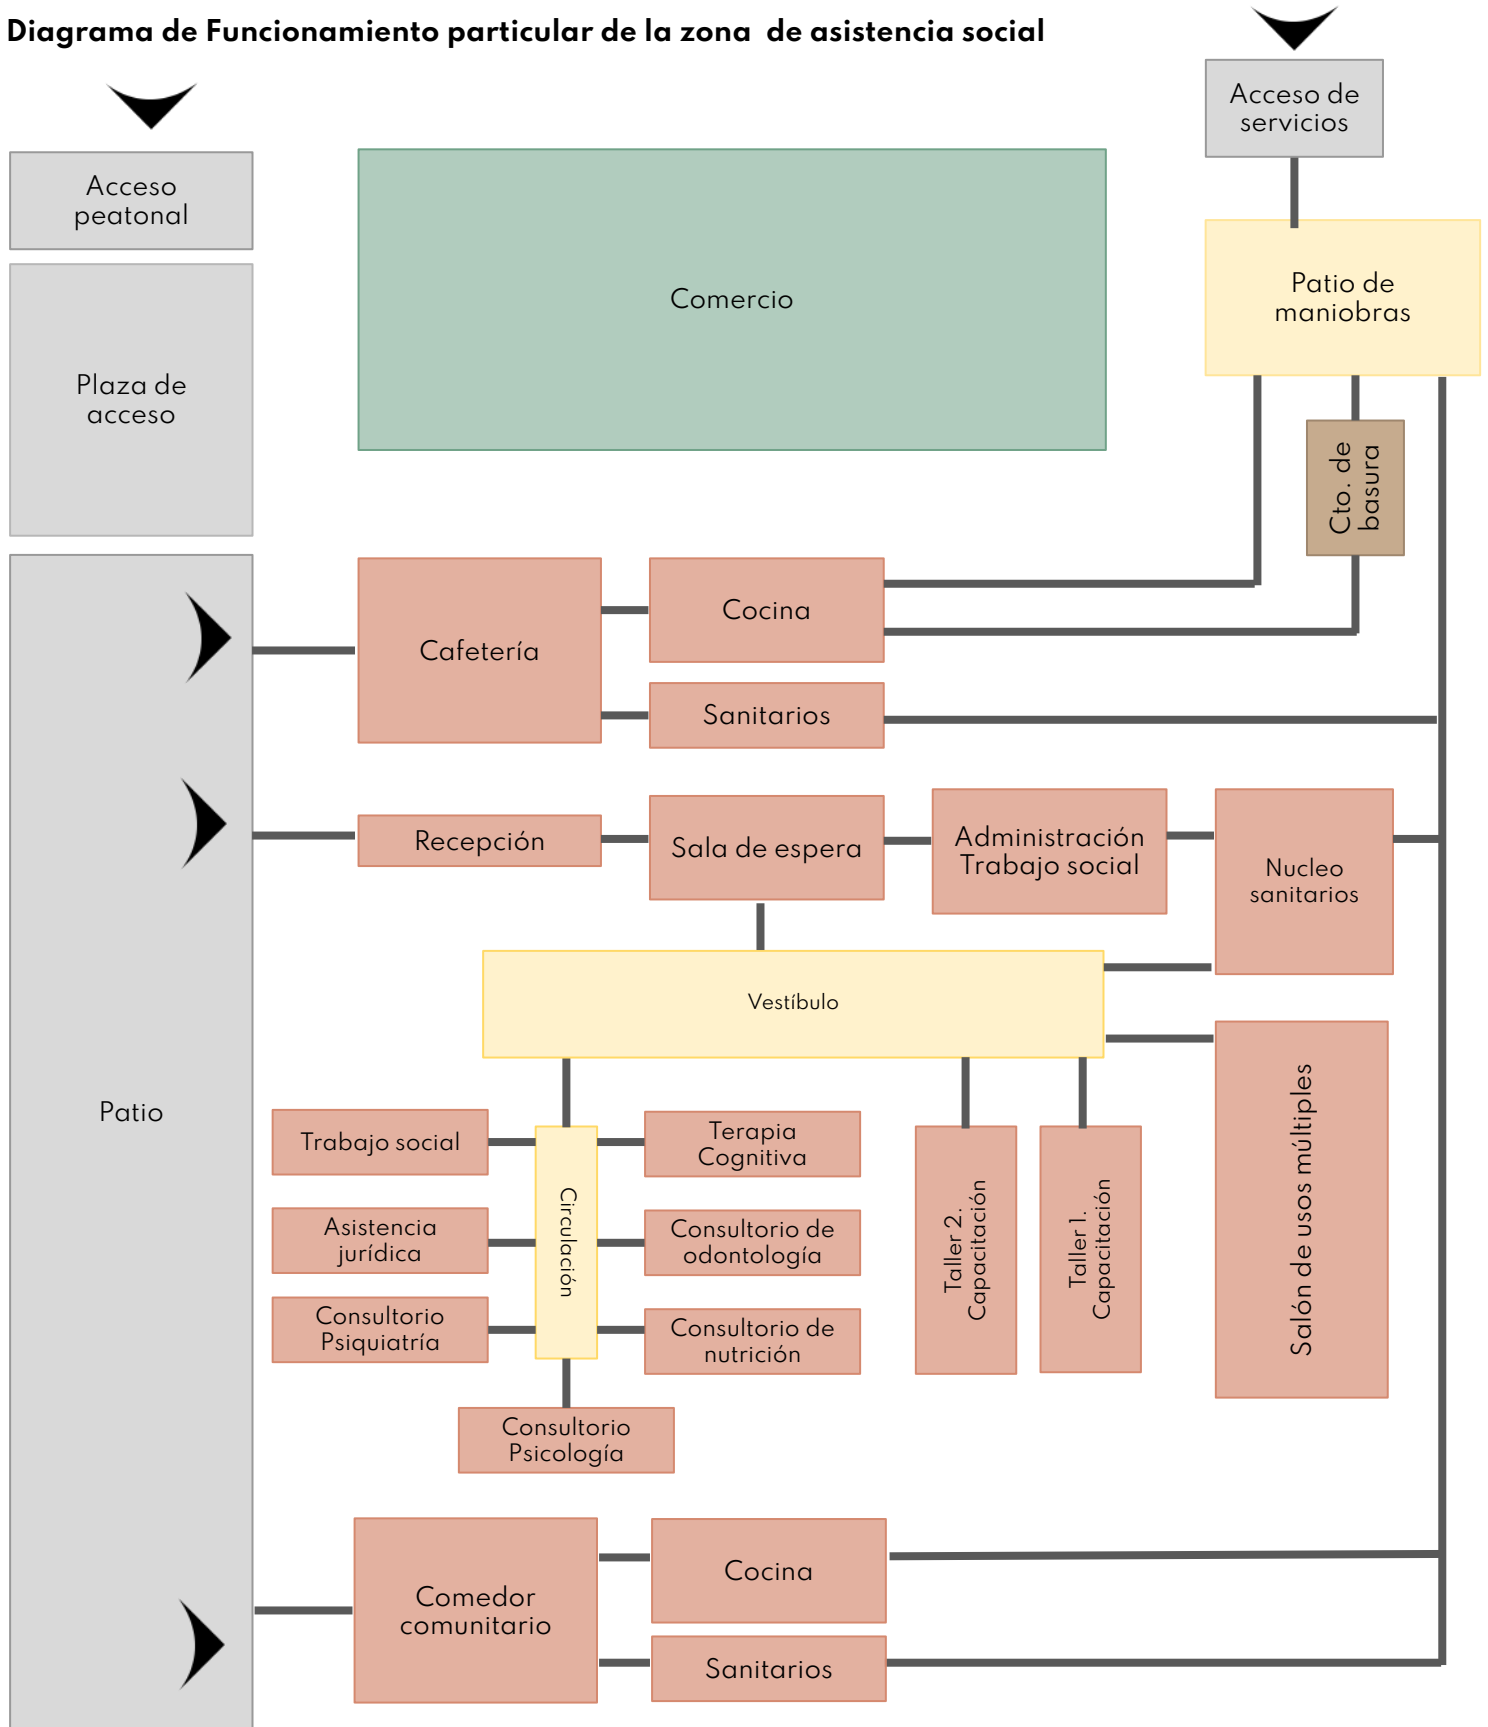 Diagrama de Funcionamiento particular de la zona de asistencia social
Acceso de
servicios
Acceso
peatonal
Patio de
maniobras
Comercio
Plaza de
acceso
Cto. de
basura
Cafetería
Cocina
Sanitarios
Recepción
Sala de espera
Administración
Trabajo social
Nucleo
sanitarios
Vestíbulo
Patio
Trabajo social
Terapia
Cognitiva
Circulación
Asistencia
jurídica
Consultorio de
odontología
Consultorio
Psiquiatría
Consultorio de
nutrición
Taller 2.
Capacitación
Taller 1.
Capacitación
Salón de usos múltiples
Consultorio
Psicología
Comedor
comunitario
Cocina
Sanitarios